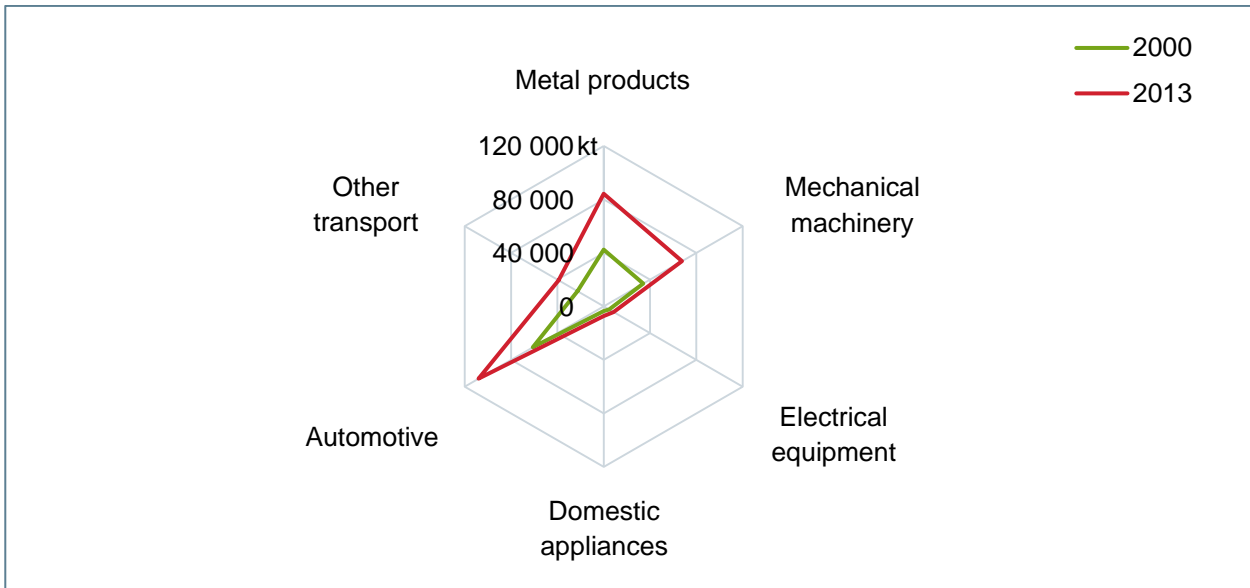 2000
2013
Metal products
120 000 kt
80 000
40 000
0
Other
transport
Mechanical
machinery
Automotive
Electrical
equipment
Domestic
appliances